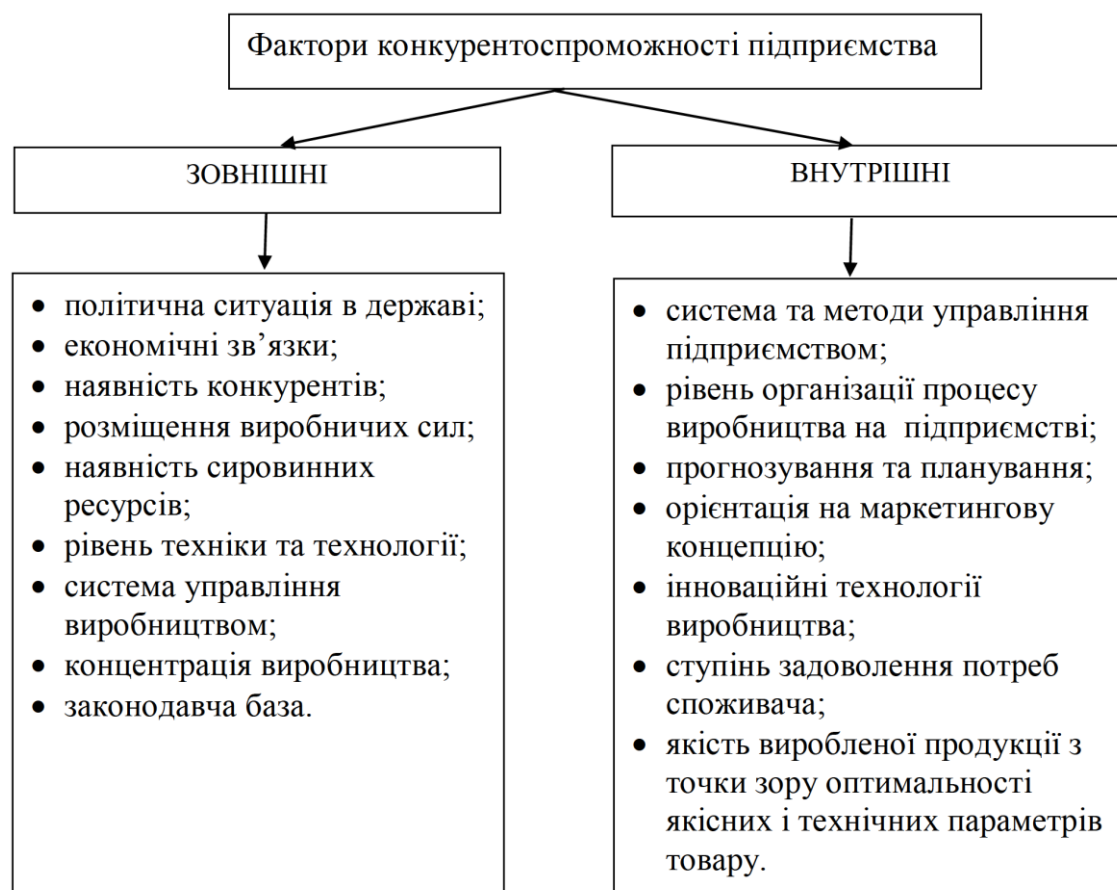 Фактори конкурентоспроможності підприємства
ЗОВНІШНІ
• політична ситуація в державі;
• економічні зв’язки;
• наявність конкурентів;
• розміщення виробничих сил;
• наявність сировинних
ресурсів;
• рівень техніки та технології;
• система управління
виробництвом;
• концентрація виробництва;
• законодавча база.
ВНУТРІШНІ
• система та методи управління
підприємством;
• рівень організації процесу
виробництва на підприємстві;
• прогнозування та планування;
• орієнтація на маркетингову
концепцію;
• інноваційні технології
виробництва;
• ступінь задоволення потреб
споживача;
• якість виробленої продукції з
точки зору оптимальності
якісних і технічних параметрів
товару.